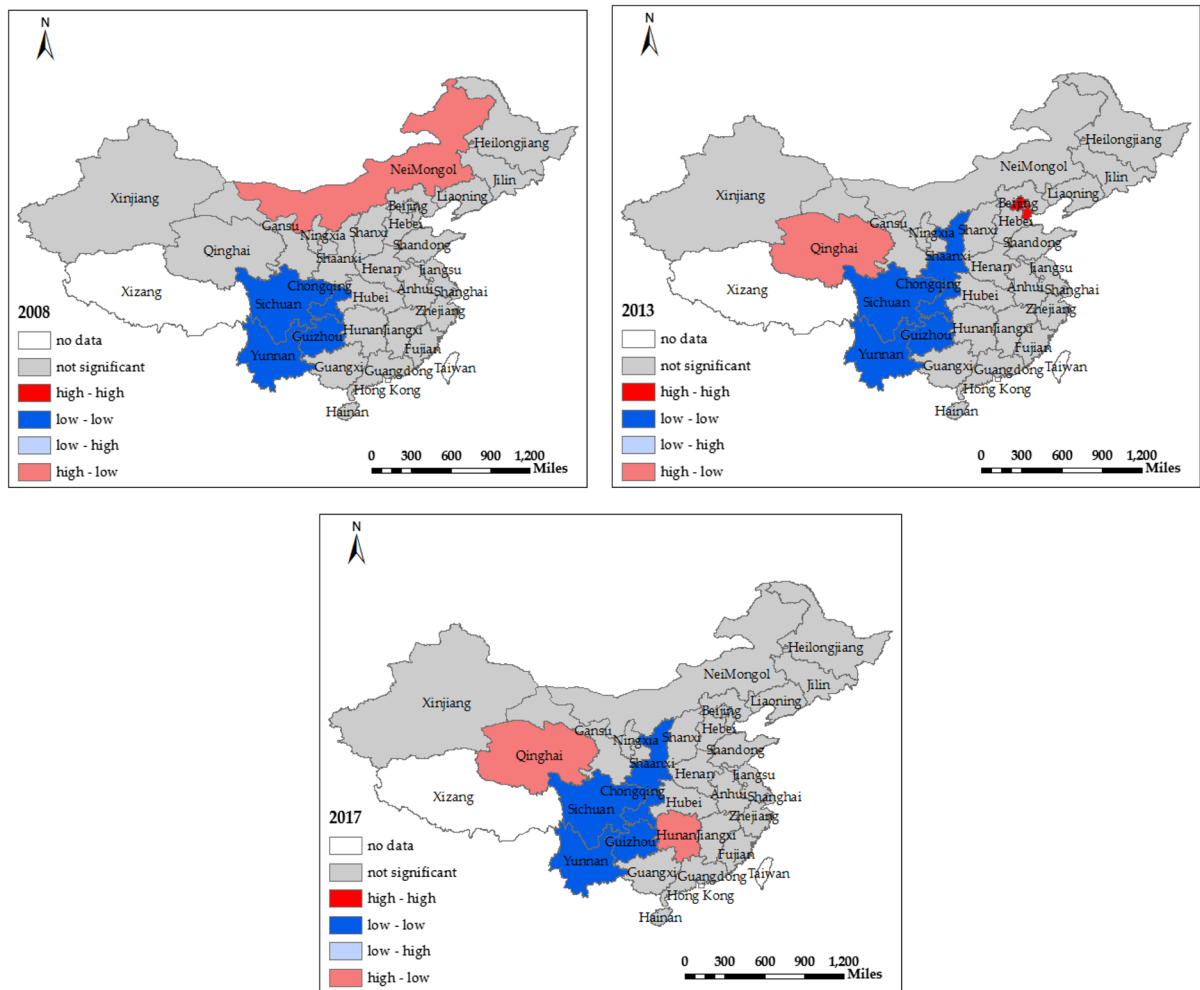 N
Heilongjiang
NeiMongol
Jilin
Xinjiang
Liaoning
Beijing
Gansu
Hebei
Ningxia
Shanxi
Qinghai
Shandong
Shaanxi
Henan
Jiangsu
Xizang
Chongqing
Anhui
Shanghai
Sichuan
Hubei
Zhejiang
2008
Guizhou
Hunan
Jiangxi
no data
Yunnan
Fujian
not significant
Guangxi
Guangdong
Taiwan
high - high
Hong Kong
low - low
Hainan
low - high
high - low
0 300 600 900 1,200
Miles
N
Heilongjiang
NeiMongol
Jilin
Xinjiang
Liaoning
Beijing
Gansu
Hebei
Ningxia
Shanxi
Qinghai
Shandong
Shaanxi
Henan
Jiangsu
Xizang
Chongqing
Anhui
Shanghai
Sichuan
Hubei
Zhejiang
2013
Guizhou
Hunan
Jiangxi
no data
Yunnan
Fujian
not significant
Guangxi
Guangdong
Taiwan
high - high
Hong Kong
low - low
Hainan
low - high
high - low
0 300 600 900 1,200
Miles
N
Heilongjiang
NeiMongol
Jilin
Xinjiang
Liaoning
Beijing
Gansu
Hebei
Ningxia
Shanxi
Qinghai
Shandong
Shaanxi
Henan
Jiangsu
Xizang
Chongqing
Anhui
Shanghai
Sichuan
Hubei
Zhejiang
2017
Guizhou
Hunan
Jiangxi
no data
Yunnan
Fujian
not significant
Guangxi
Guangdong
Taiwan
high - high
Hong Kong
low - low
Hainan
low - high
high - low
0 300 600 900 1,200
Miles